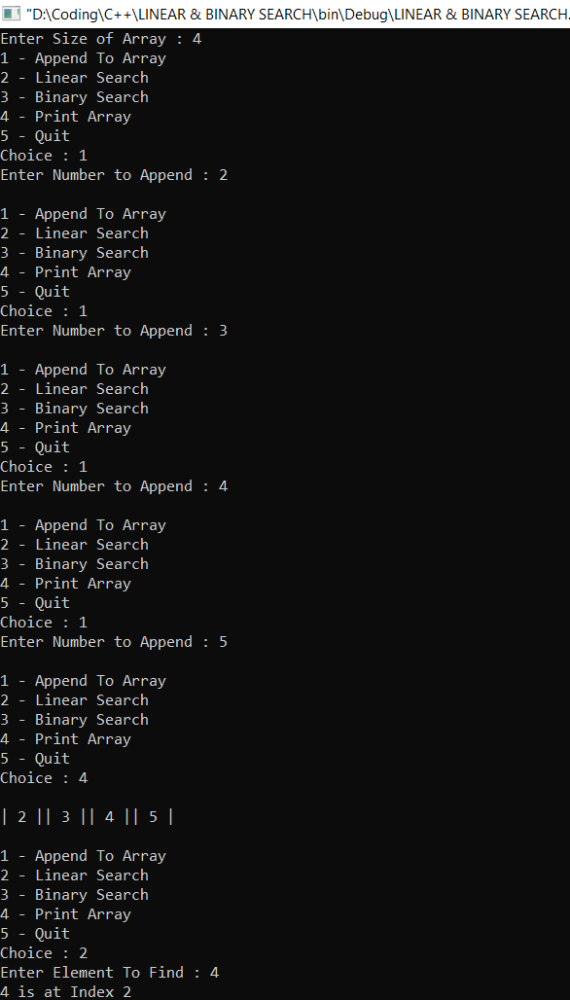 "D:\Coding\C++\LINEAR & BINARY SEARCH\bin\Debug\LINEAR & BINARY SEARCH.
Enter Size of Array : 4
1 - Append To Array
2 - Linear Search
3 - Binary Search
4 - Print Array
5 - Quit
Choice : 1
Enter Number to Append : 2
1 - Append To Array
2 - Linear Search
3 - Binary Search
4 - Print Array
5 - Quit
Choice : 1
Enter Number to Append : 3
1 - Append To Array
2 - Linear Search
3 - Binary Search
4 - Print Array
5 - Quit
Choice : 1
Enter Number to Append : 4
1 - Append To Array
2 - Linear Search
3 - Binary Search
4 - Print Array
5 - Quit
Choice : 1
Enter Number to Append : 5
1 - Append To Array
2 - Linear Search
3 - Binary Search
4 - Print Array
5 - Quit
Choice : 4
| 2 || 3 || 4 || 5 |
1 - Append To Array
2 - Linear Search
3 - Binary Search
4 - Print Array
5 - Quit
Choice : 2
Enter Element To Find : 4
4 is at Index 2